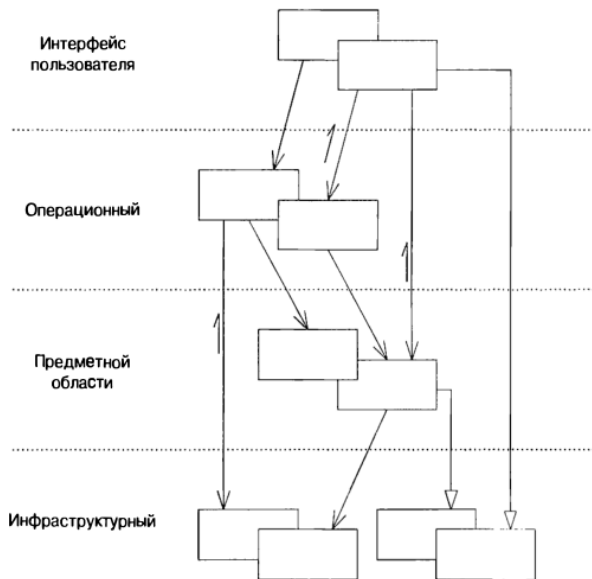 Интерфейс
пользователя
Операционный
Предметной
области
Инфраструктурный